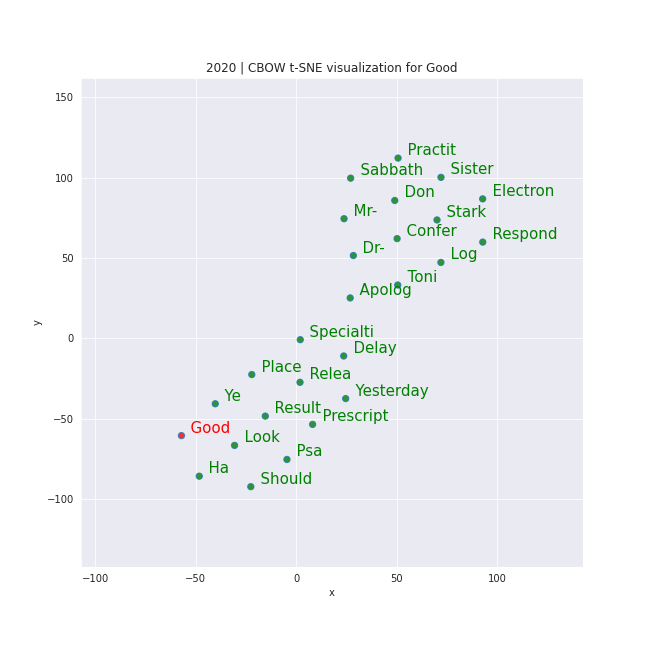 2020 | CBOW t-SNE visualization for Good
150
Practit
Sister
Sabbath
100
Electron
Don
Mr-
Stark
Confer
Respond
Dr-
50
Log
Toni
Apolog
Specialti
0
Delay
y
Place
Relea
Yesterday
Ye
Result
Prescript
−50
Good
Look
Psa
Ha
Should
−100
−100
−50
0
50
100
x